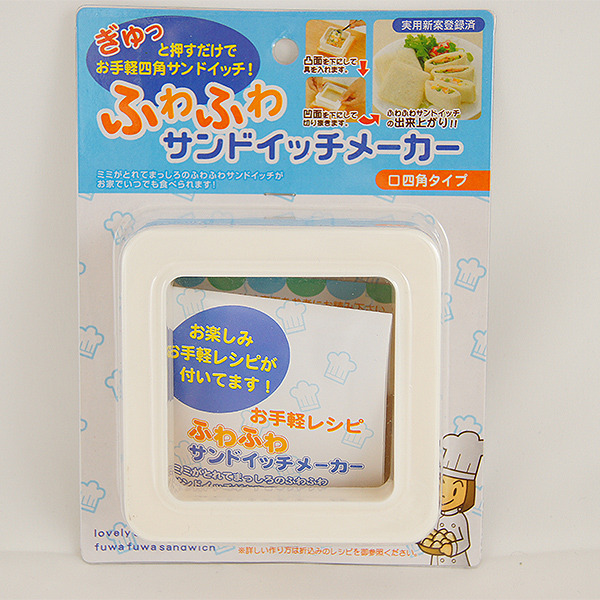 ぎゅっと押すだけで
お手軽四角サンドイッチ!
ふわふわ
サンドイッチメーカー
ミミがとれてまっしろのふわふわサンドイッチが
お家でいつでも食べられます!
凸面を下にして
具を入れます。
凹面を下にして
切り抜きます。
実用新案登録済
ふわふわサンドイッチ
の出来上がり!!
口四角タイプ
お楽しみ
お手軽レシピが
付いてます!
お手軽レシピ
ふわふわ
サンドイッチメーカー
ミミがとれてまっしろのふわふわ
lovely
fuwafuwasandwich
※詳しい作り方は折込みのレシピを御参照ください。